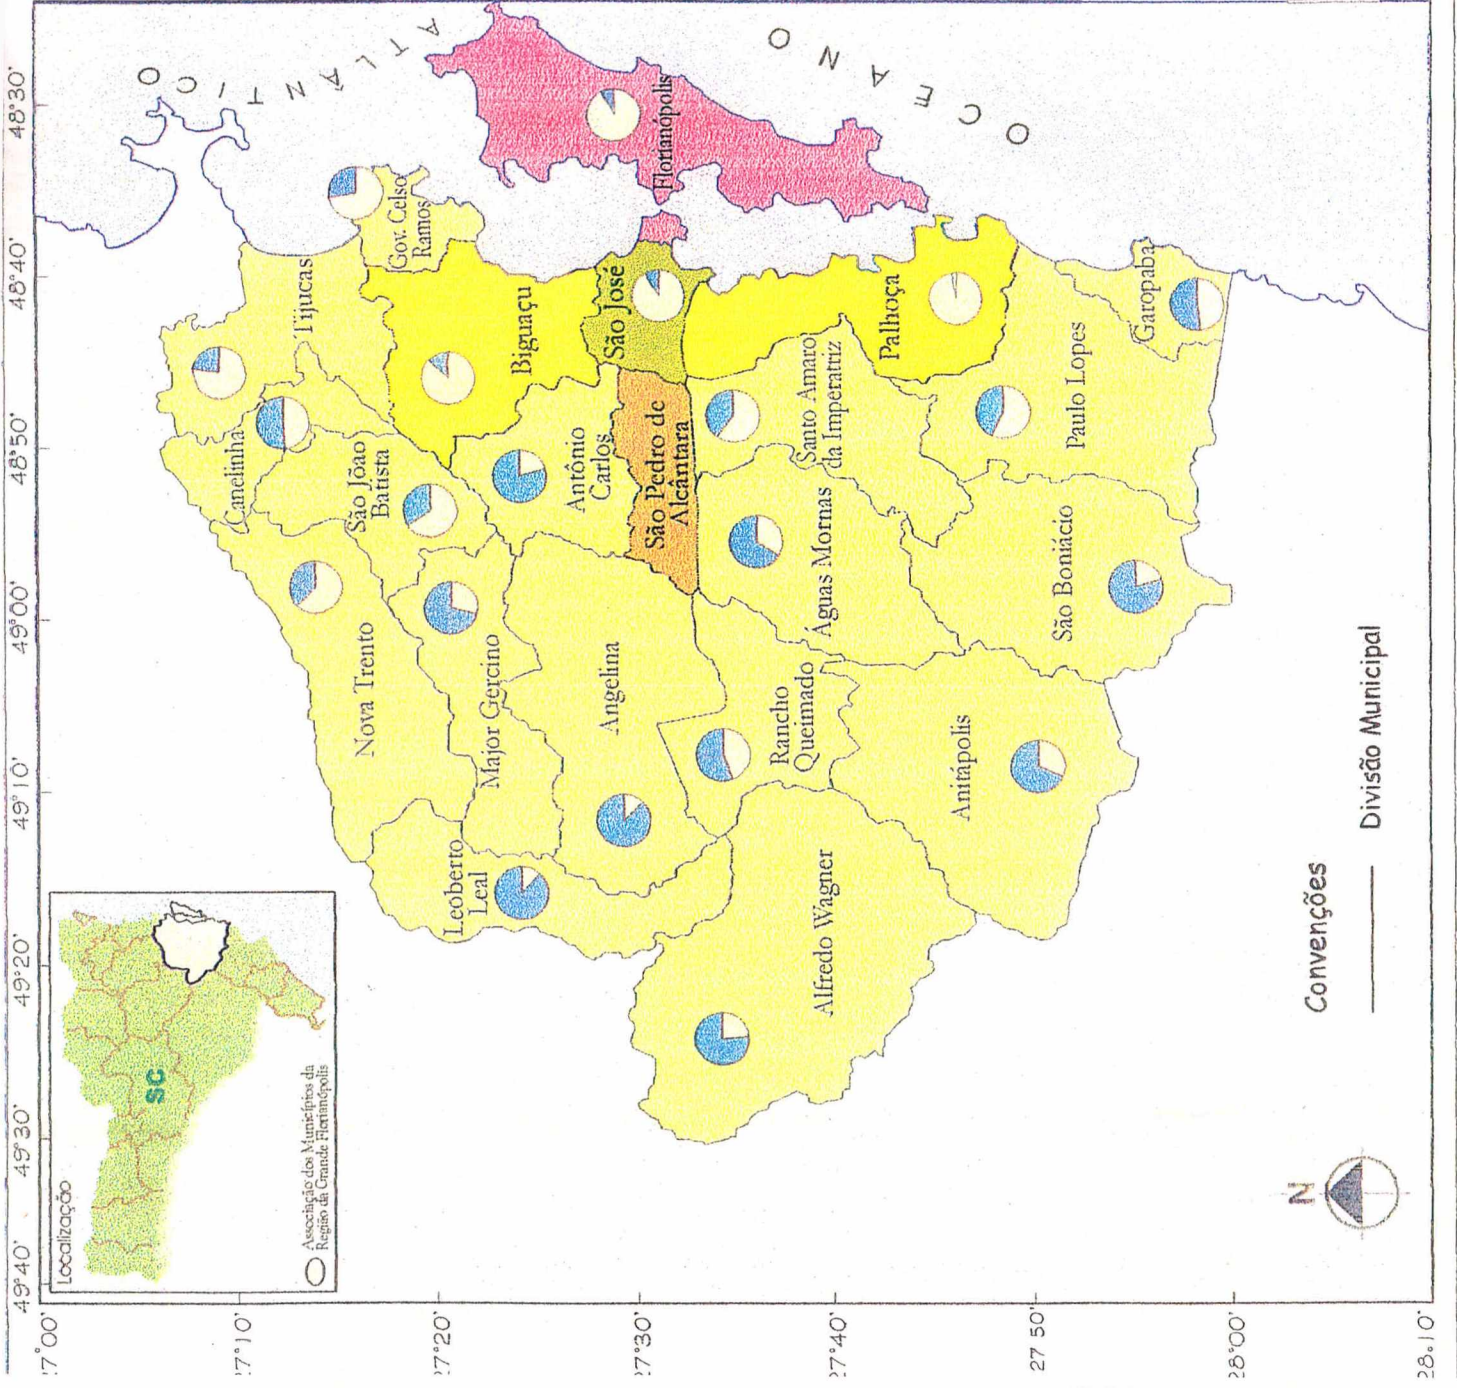 49°40'
49°30'
49°20'
49°10'
49°00'
48°50'
48°40'
48°30'
27°00'
27°10'
27°20'
27°30'
27°40'
27 50'
28°00'
28°10'
Localização
SC
Associação dos Municípios da
Região da Grande Florianópolis
OCEANO
ATLÂNTICO
Tijucas
Gov. Celso
Ramos
Canelinha
São Jõao
Batista
Nova Trento
Biguaçu
Major Gercino
Leoberto
Leal
Antônio
Carlos
Angelina
São José
Florianópolis
São Pedro de
Alcântara
Rancho
Queimado
Águas Mornas
Santo Amaro
da Imperatriz
Palhoça
Alfredo Wagner
Anitápolis
São Boniácio
Paulo Lopes
Garopaba
Convenções
Divisão Municipal
N